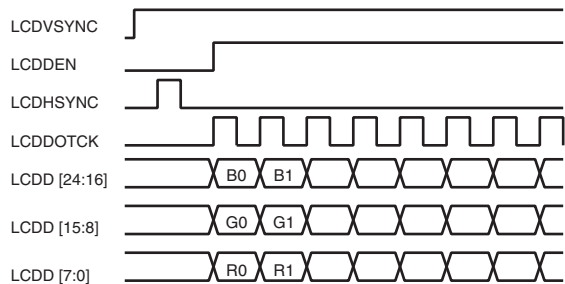 LCDVSYNC
LCDDEN
LCDHSYNC
LCDDOTCK
LCDD [24:16] B0 B1
LCDD [15:8] G0 G1
LCDD [7:0] R0 R1